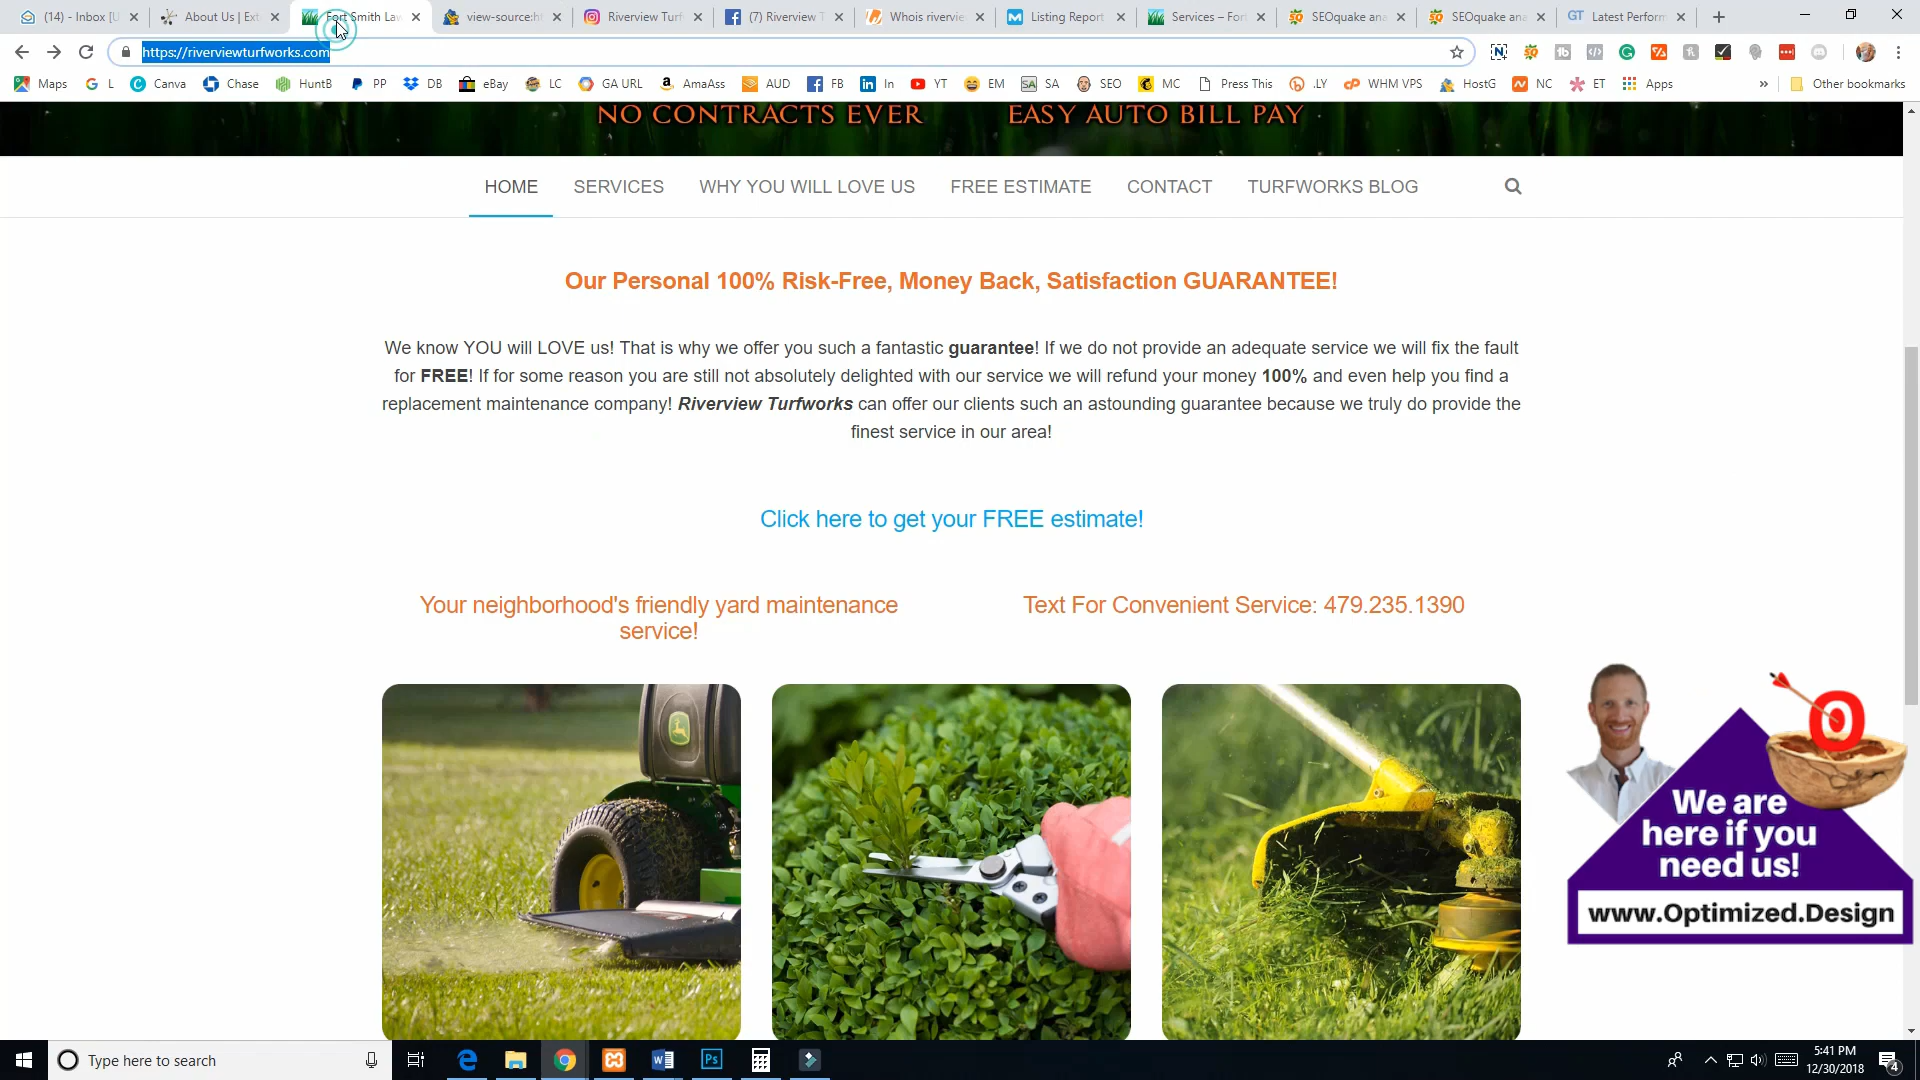 (14) - Inbox [U
About Us | Ext
Fort Smith Law
view-source:ht
Riverview Turf
(7) Riverview T
Whois rivervie
Listing Report
Services – Fort
SEOquake ana
SEOquake ana
GT Latest Perform
https://riverviewturfworks.com
Maps
G L
Canva
Chase
HuntB
PP
DB
eBay
LC
GA URL
AmaAss
AUD
FB
In
YT
EM
SA
SEO
MC
Press This
.LY
WHM VPS
HostG
NC
ET
Apps
»
Other bookmarks
NO CONTRACTS EVER
EASY AUTO BILL PAY
HOME
SERVICES
WHY YOU WILL LOVE US
FREE ESTIMATE
CONTACT
TURFWORKS BLOG
Our Personal 100% Risk-Free, Money Back, Satisfaction GUARANTEE!
We know YOU will LOVE us! That is why we offer you such a fantastic guarantee! If we do not provide an adequate service we will fix the fault
for FREE! If for some reason you are still not absolutely delighted with our service we will refund your money 100% and even help you find a
replacement maintenance company! Riverview Turfworks can offer our clients such an astounding guarantee because we truly do provide the
finest service in our area!
Click here to get your FREE estimate!
Your neighborhood's friendly yard maintenance
service!
Text For Convenient Service: 479.235.1390
We are
here if you
need us!
www.Optimized.Design
Type here to search
5:41 PM
12/30/2018
4